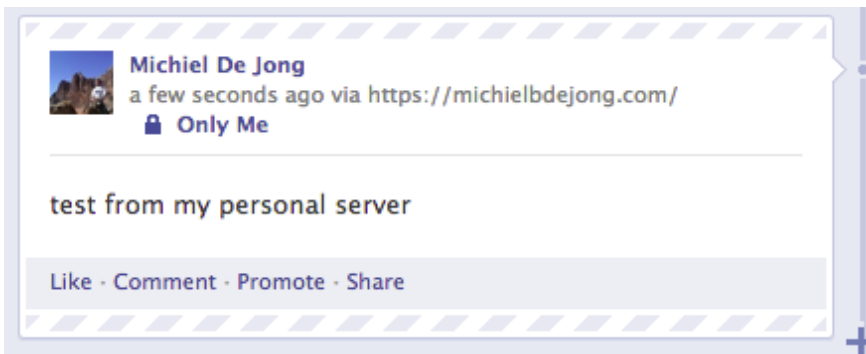 Michiel De Jong
a few seconds ago via https://michielbdejong.com/
Only Me
test from my personal server
Like · Comment · Promote · Share